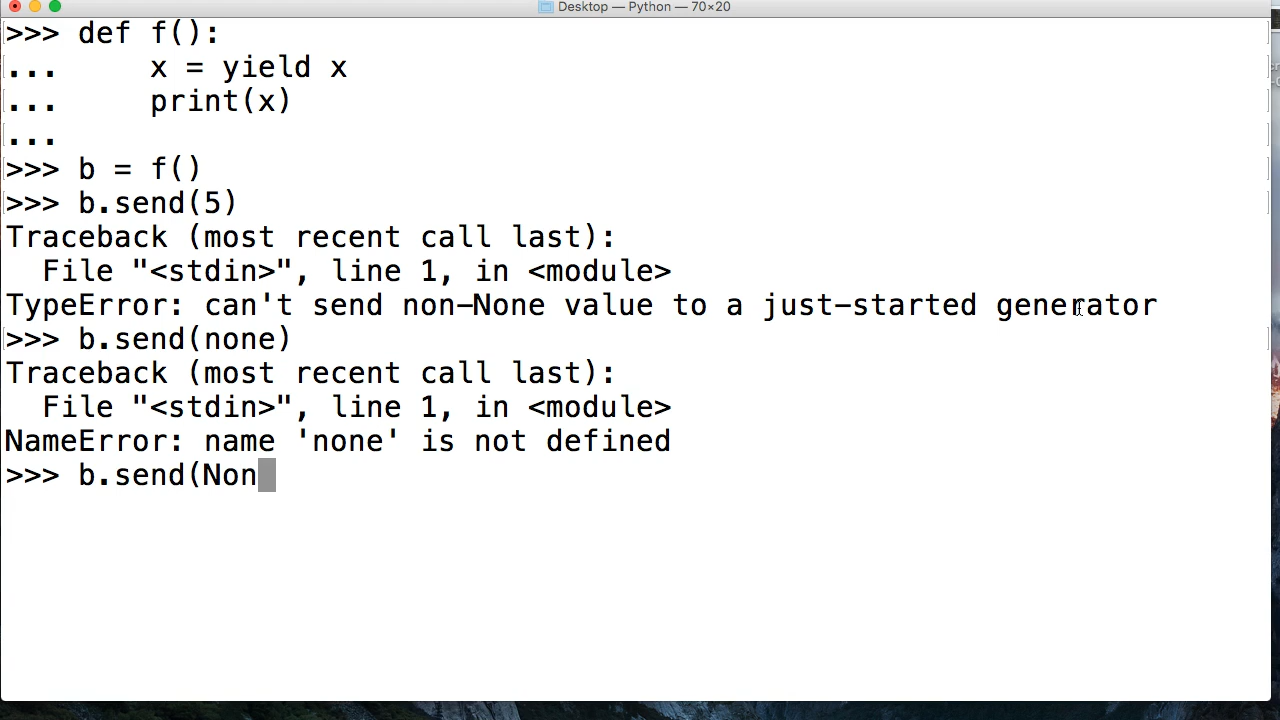 Desktop — Python — 70×20
>>> def f():
...     x = yield x
...     print(x)
...
>>> b = f()
>>> b.send(5)
Traceback (most recent call last):
  File "<stdin>", line 1, in <module>
TypeError: can't send non-None value to a just-started generator
>>> b.send(none)
Traceback (most recent call last):
  File "<stdin>", line 1, in <module>
NameError: name 'none' is not defined
>>> b.send(Non